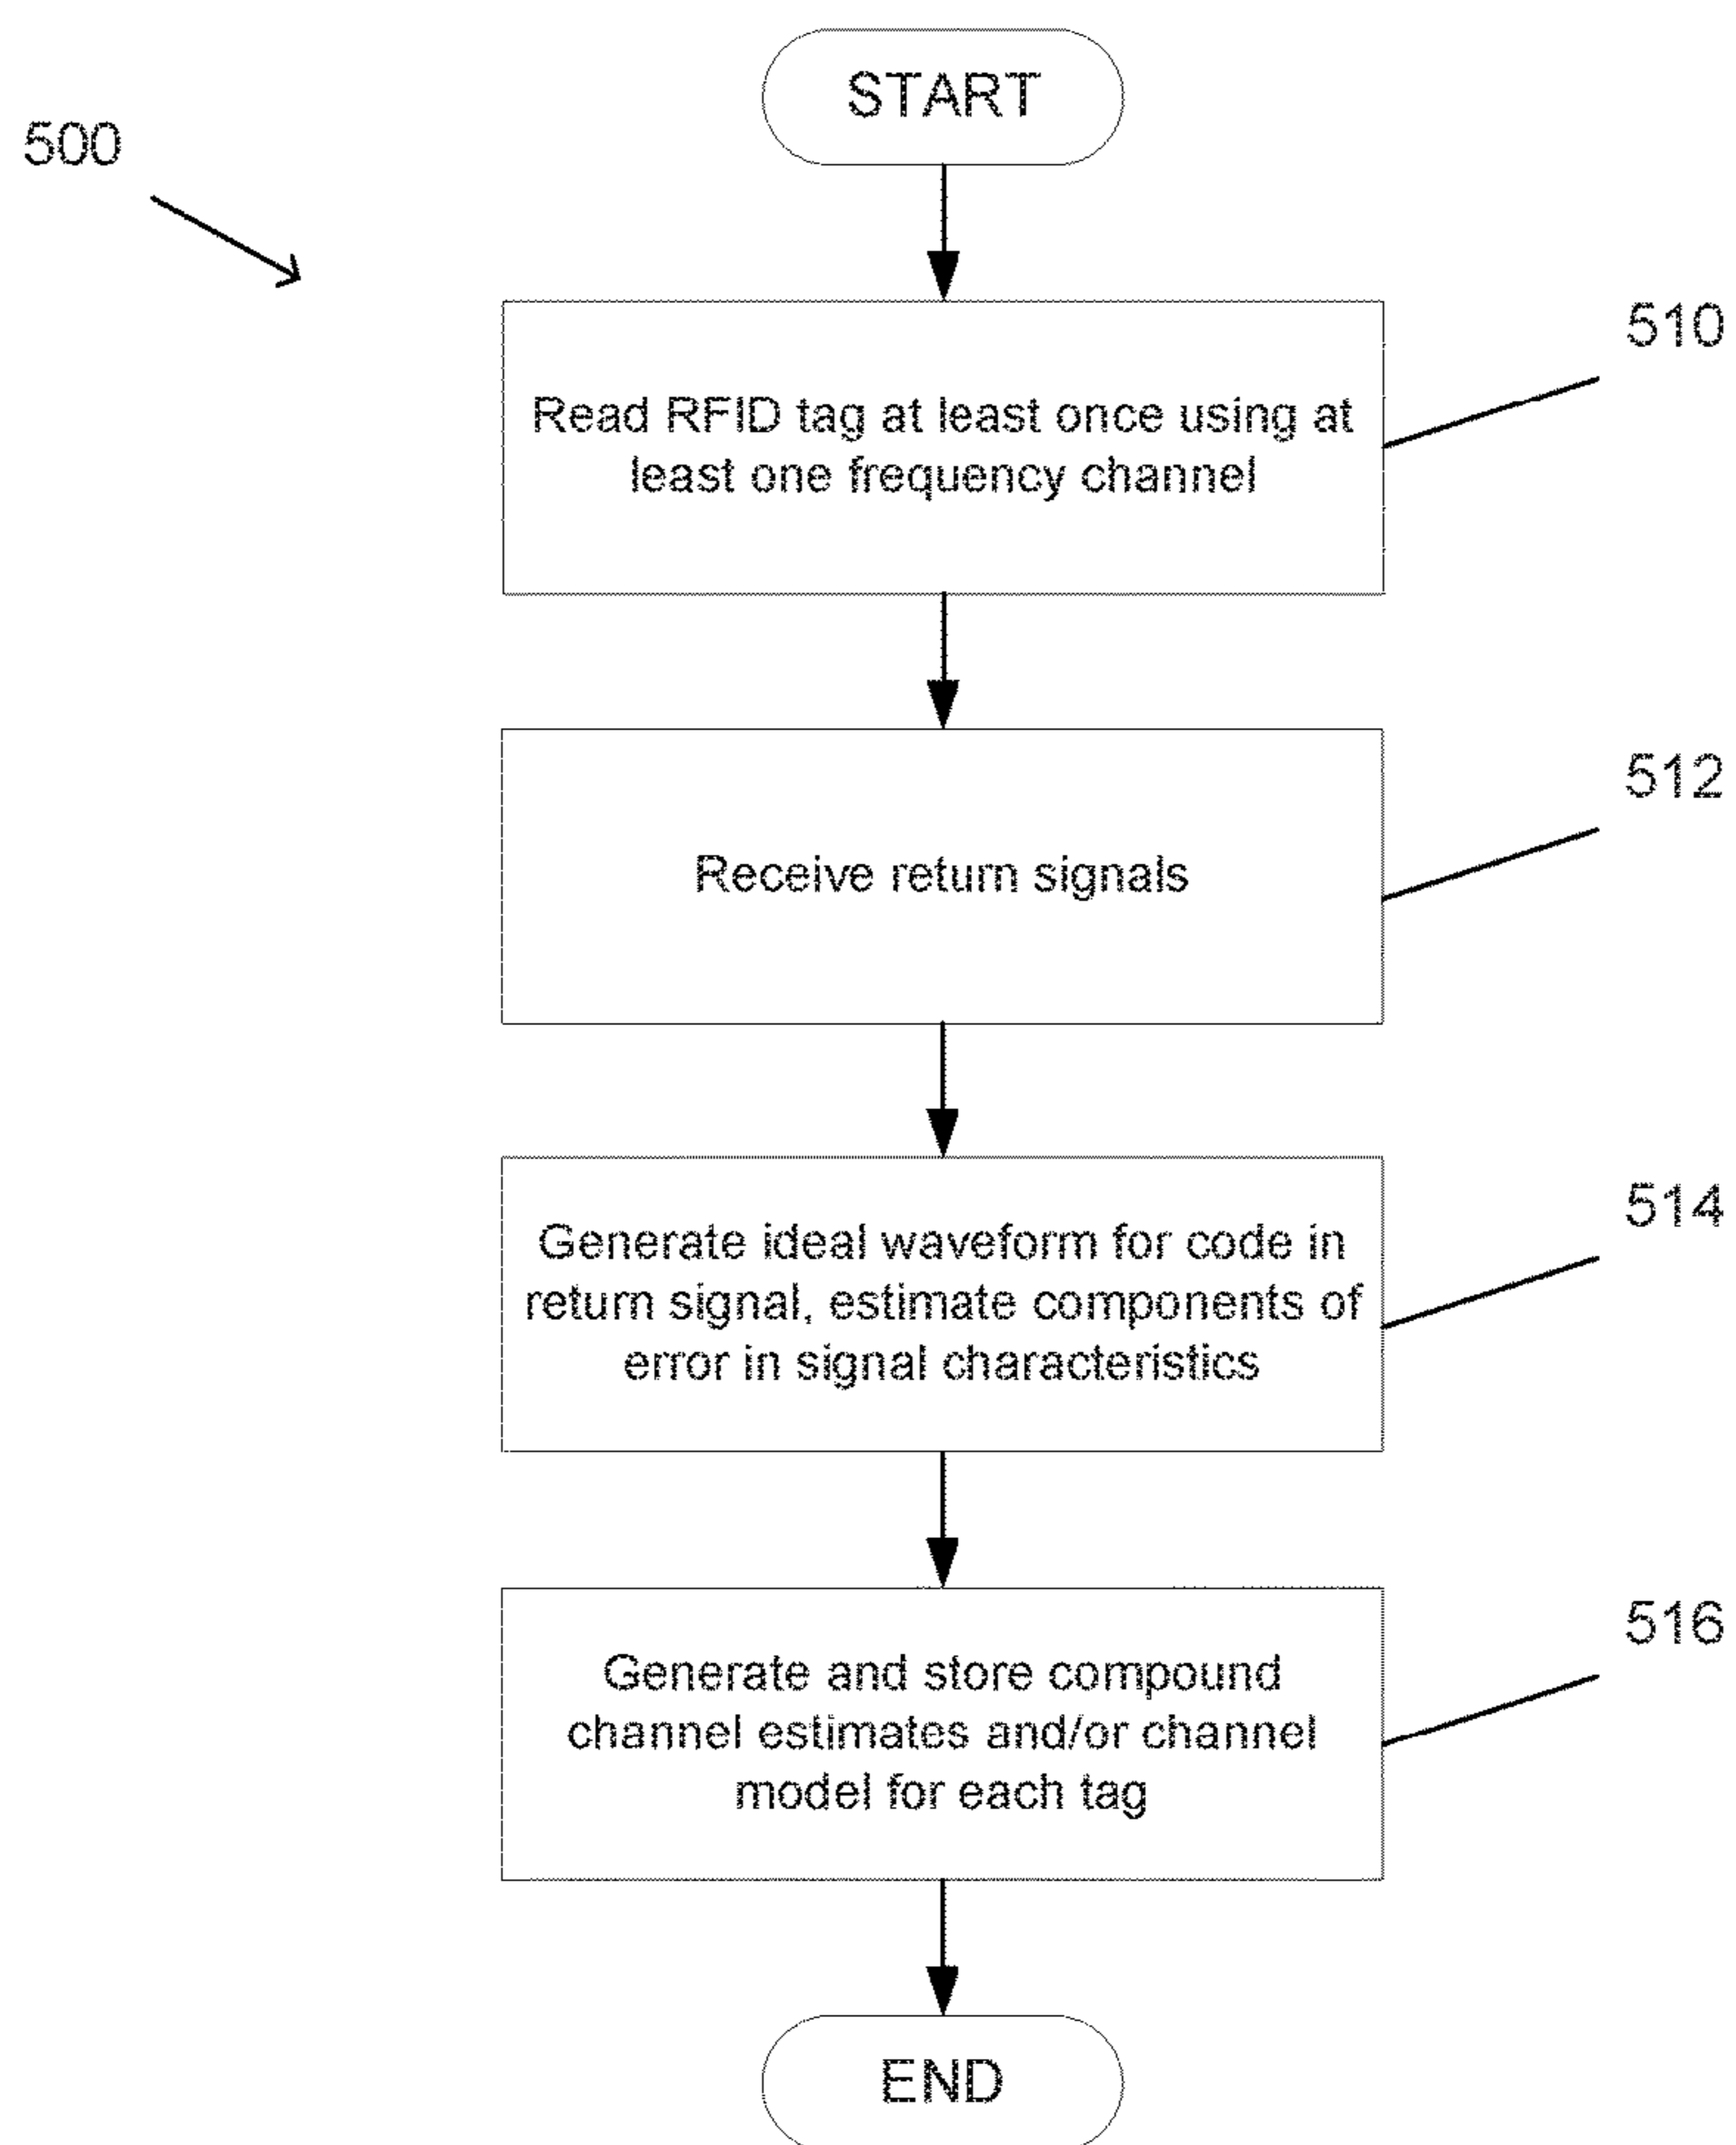 START
500
510
Read RFID tag at least once using at
least one frequency channel
512
Receive return signals
514
Generate ideal waveform for code in
return signal, estimate components of
error in signal characteristics
516
Generate and store compound
channel estimates and/or channel
model for each tag
END